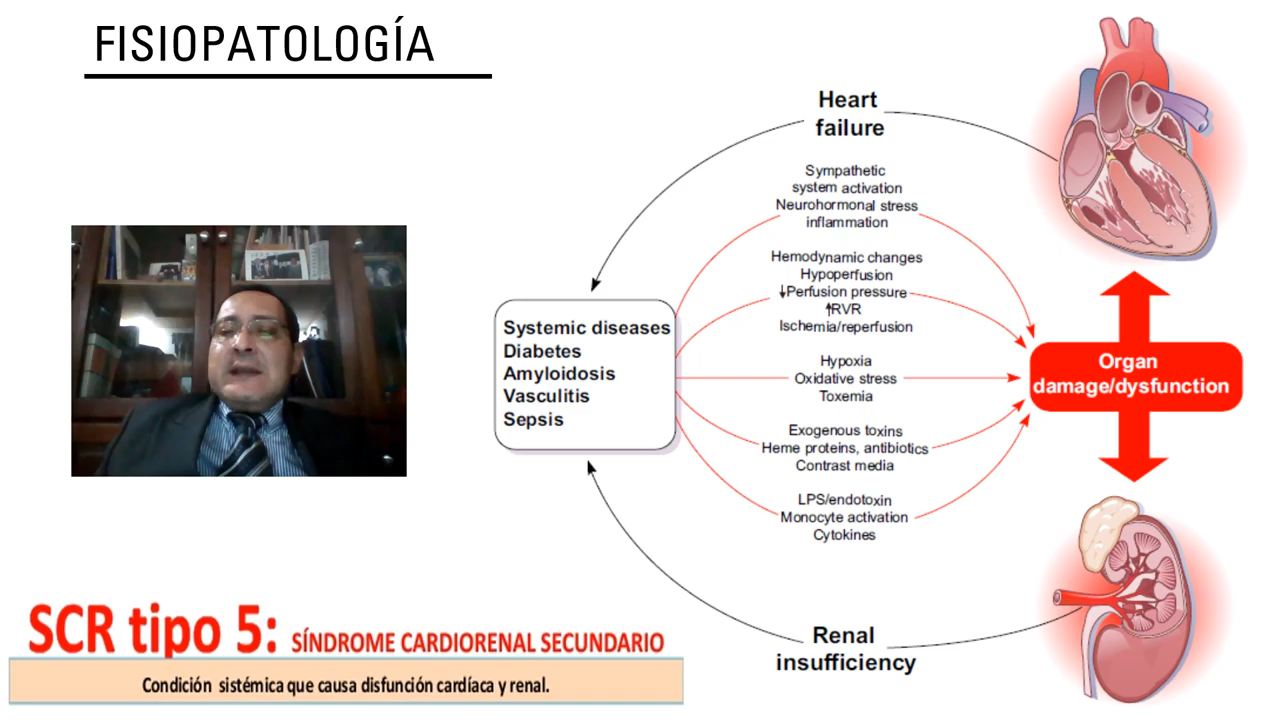 FISIOPATOLOGÍA
Heart
failure
Sympathetic
system activation
Neurohormonal stress
inflammation
Hemodynamic changes
Hypoperfusion
↓Perfusion pressure
↑RVR
Ischemia/reperfusion
Hypoxia
Oxidative stress
Toxemia
Exogenous toxins
Heme proteins, antibiotics
Contrast media
LPS/endotoxin
Monocyte activation
Cytokines
Systemic diseases
Diabetes
Amyloidosis
Vasculitis
Sepsis
Organ
damage/dysfunction
Renal
insufficiency
SCR tipo 5: SÍNDROME CARDIORENAL SECUNDARIO
Condición sistémica que causa disfunción cardíaca y renal.